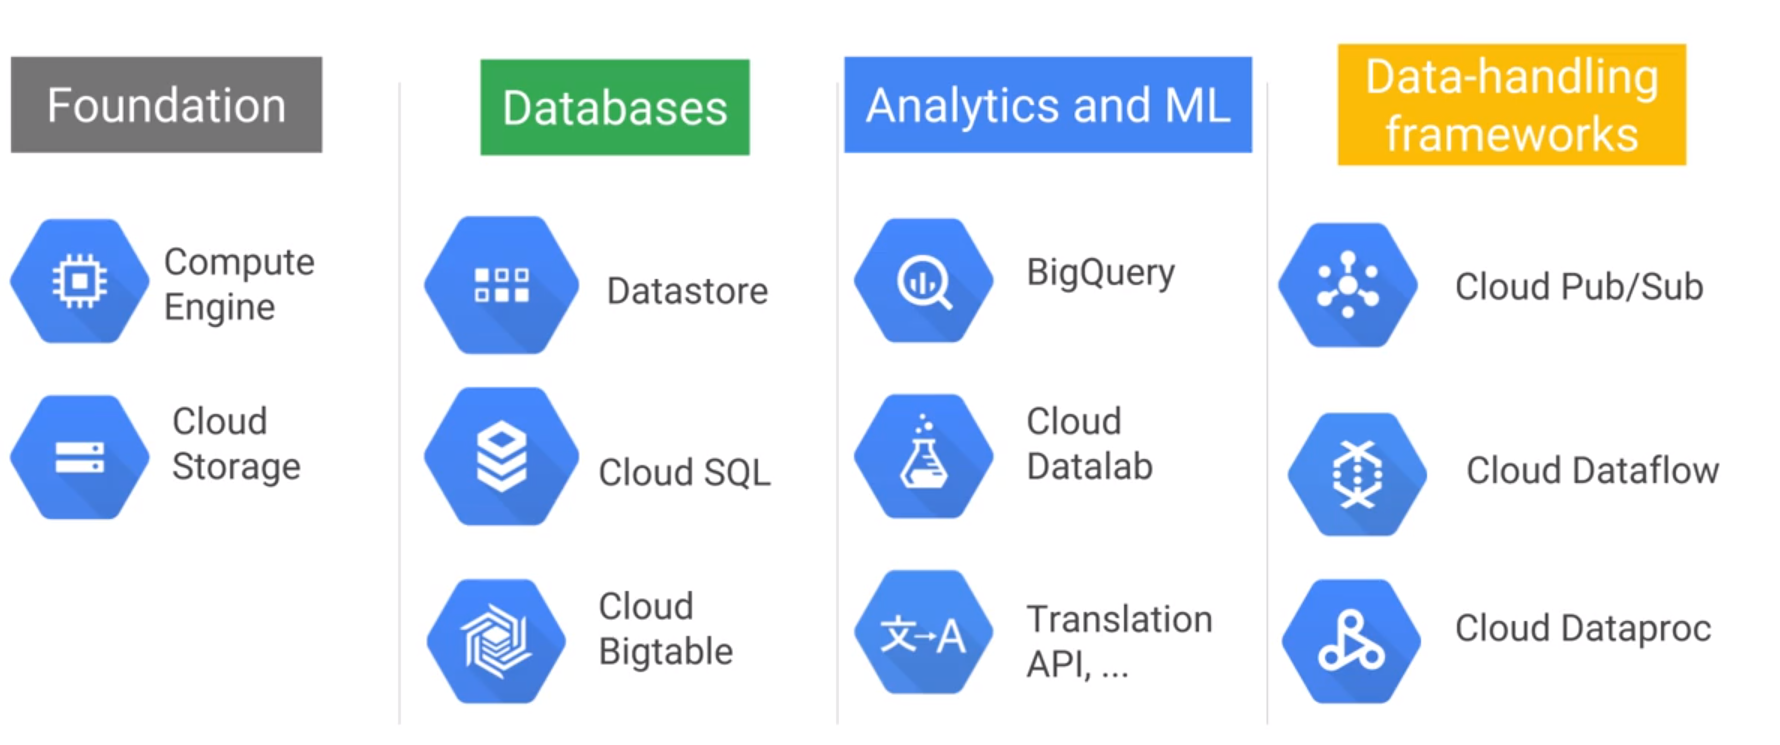 Foundation
Compute
Engine
Cloud
Storage
Databases
Datastore
Cloud SQL
Cloud
Bigtable
Analytics and ML
BigQuery
Cloud
Datalab
文→A
Translation
API, ...
Data-handling
frameworks
Cloud Pub/Sub
Cloud Dataflow
Cloud Dataproc